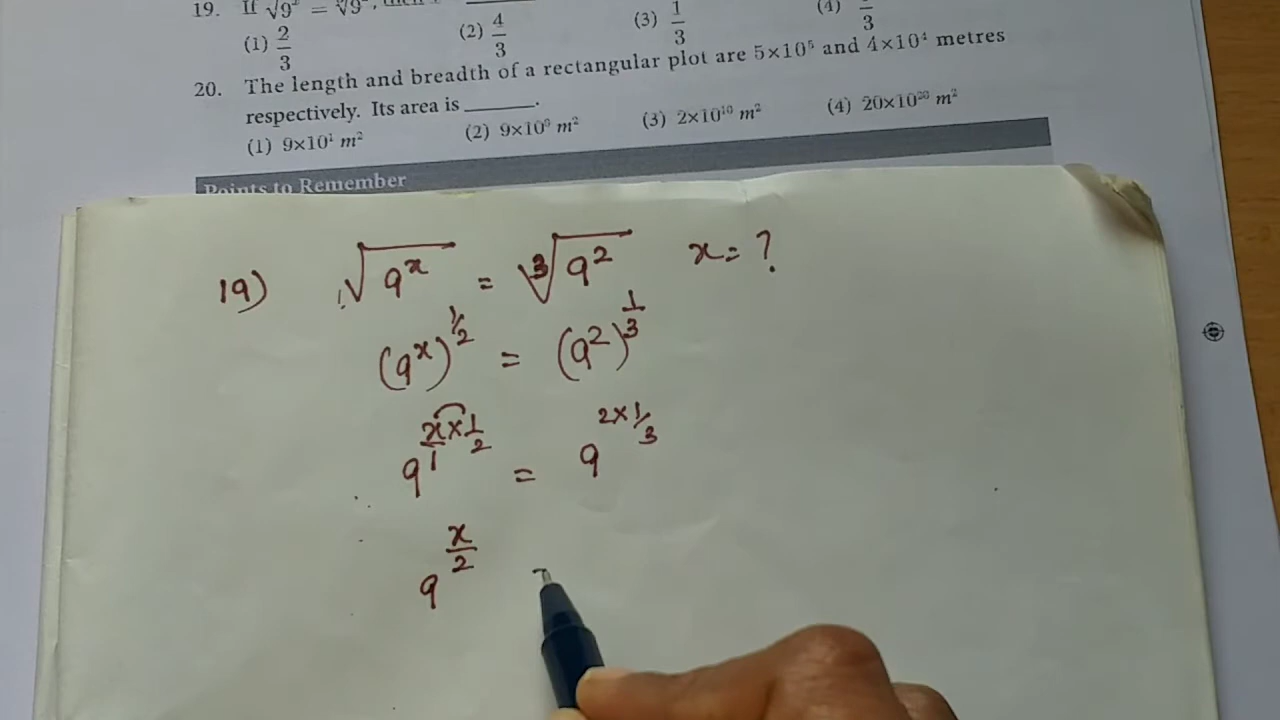 19. If √9ˣ = ∛9²
(1) 2/3 (2) 4/3 (3) 1/3 (4) /3
20. The length and breadth of a rectangular plot are 5×10⁵ and 4×10⁴ metres
respectively. Its area is ______.
(1) 9×10¹ m² (2) 9×10⁹ m² (3) 2×10¹⁰ m² (4) 20×10²⁰ m²
Points to Remember
19) √9ˣ = ∛9² x = ?
(9ˣ)^1/2 = (9²)^1/3
9^x/1×1/2 = 9^2×1/3
9^x/2